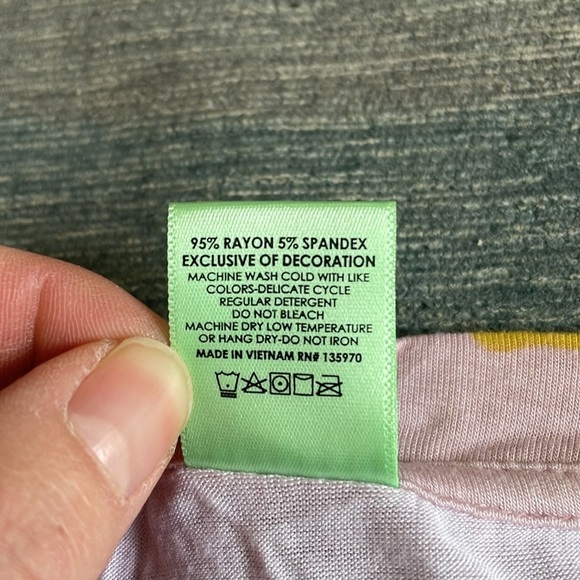 95% RAYON 5% SPANDEX
EXCLUSIVE OF DECORATION
MACHINE WASH COLD WITH LIKE
COLORS-DELICATE CYCLE
REGULAR DETERGENT
DO NOT BLEACH
MACHINE DRY LOW TEMPERATURE
OR HANG DRY-DO NOT IRON
MADE IN VIETNAM RN# 135970